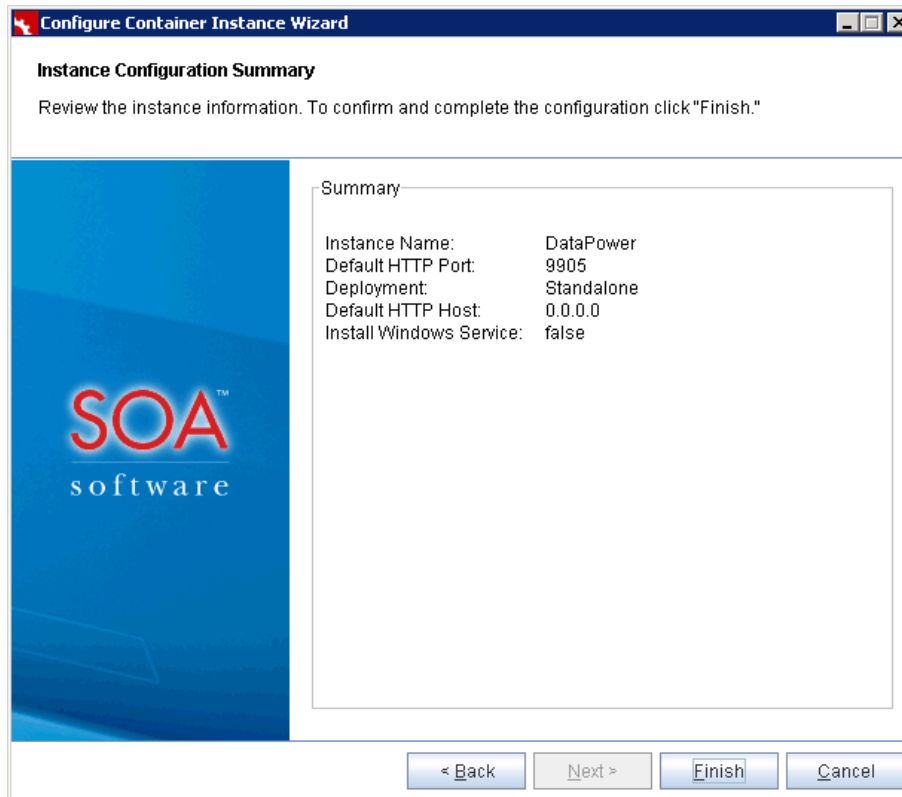 Configure Container Instance Wizard
Instance Configuration Summary
Review the instance information. To confirm and complete the configuration click "Finish."
Summary
Instance Name: DataPower
Default HTTP Port: 9905
Deployment: Standalone
Default HTTP Host: 0.0.0.0
Install Windows Service: false
SOA™
software
< Back Next > Finish Cancel